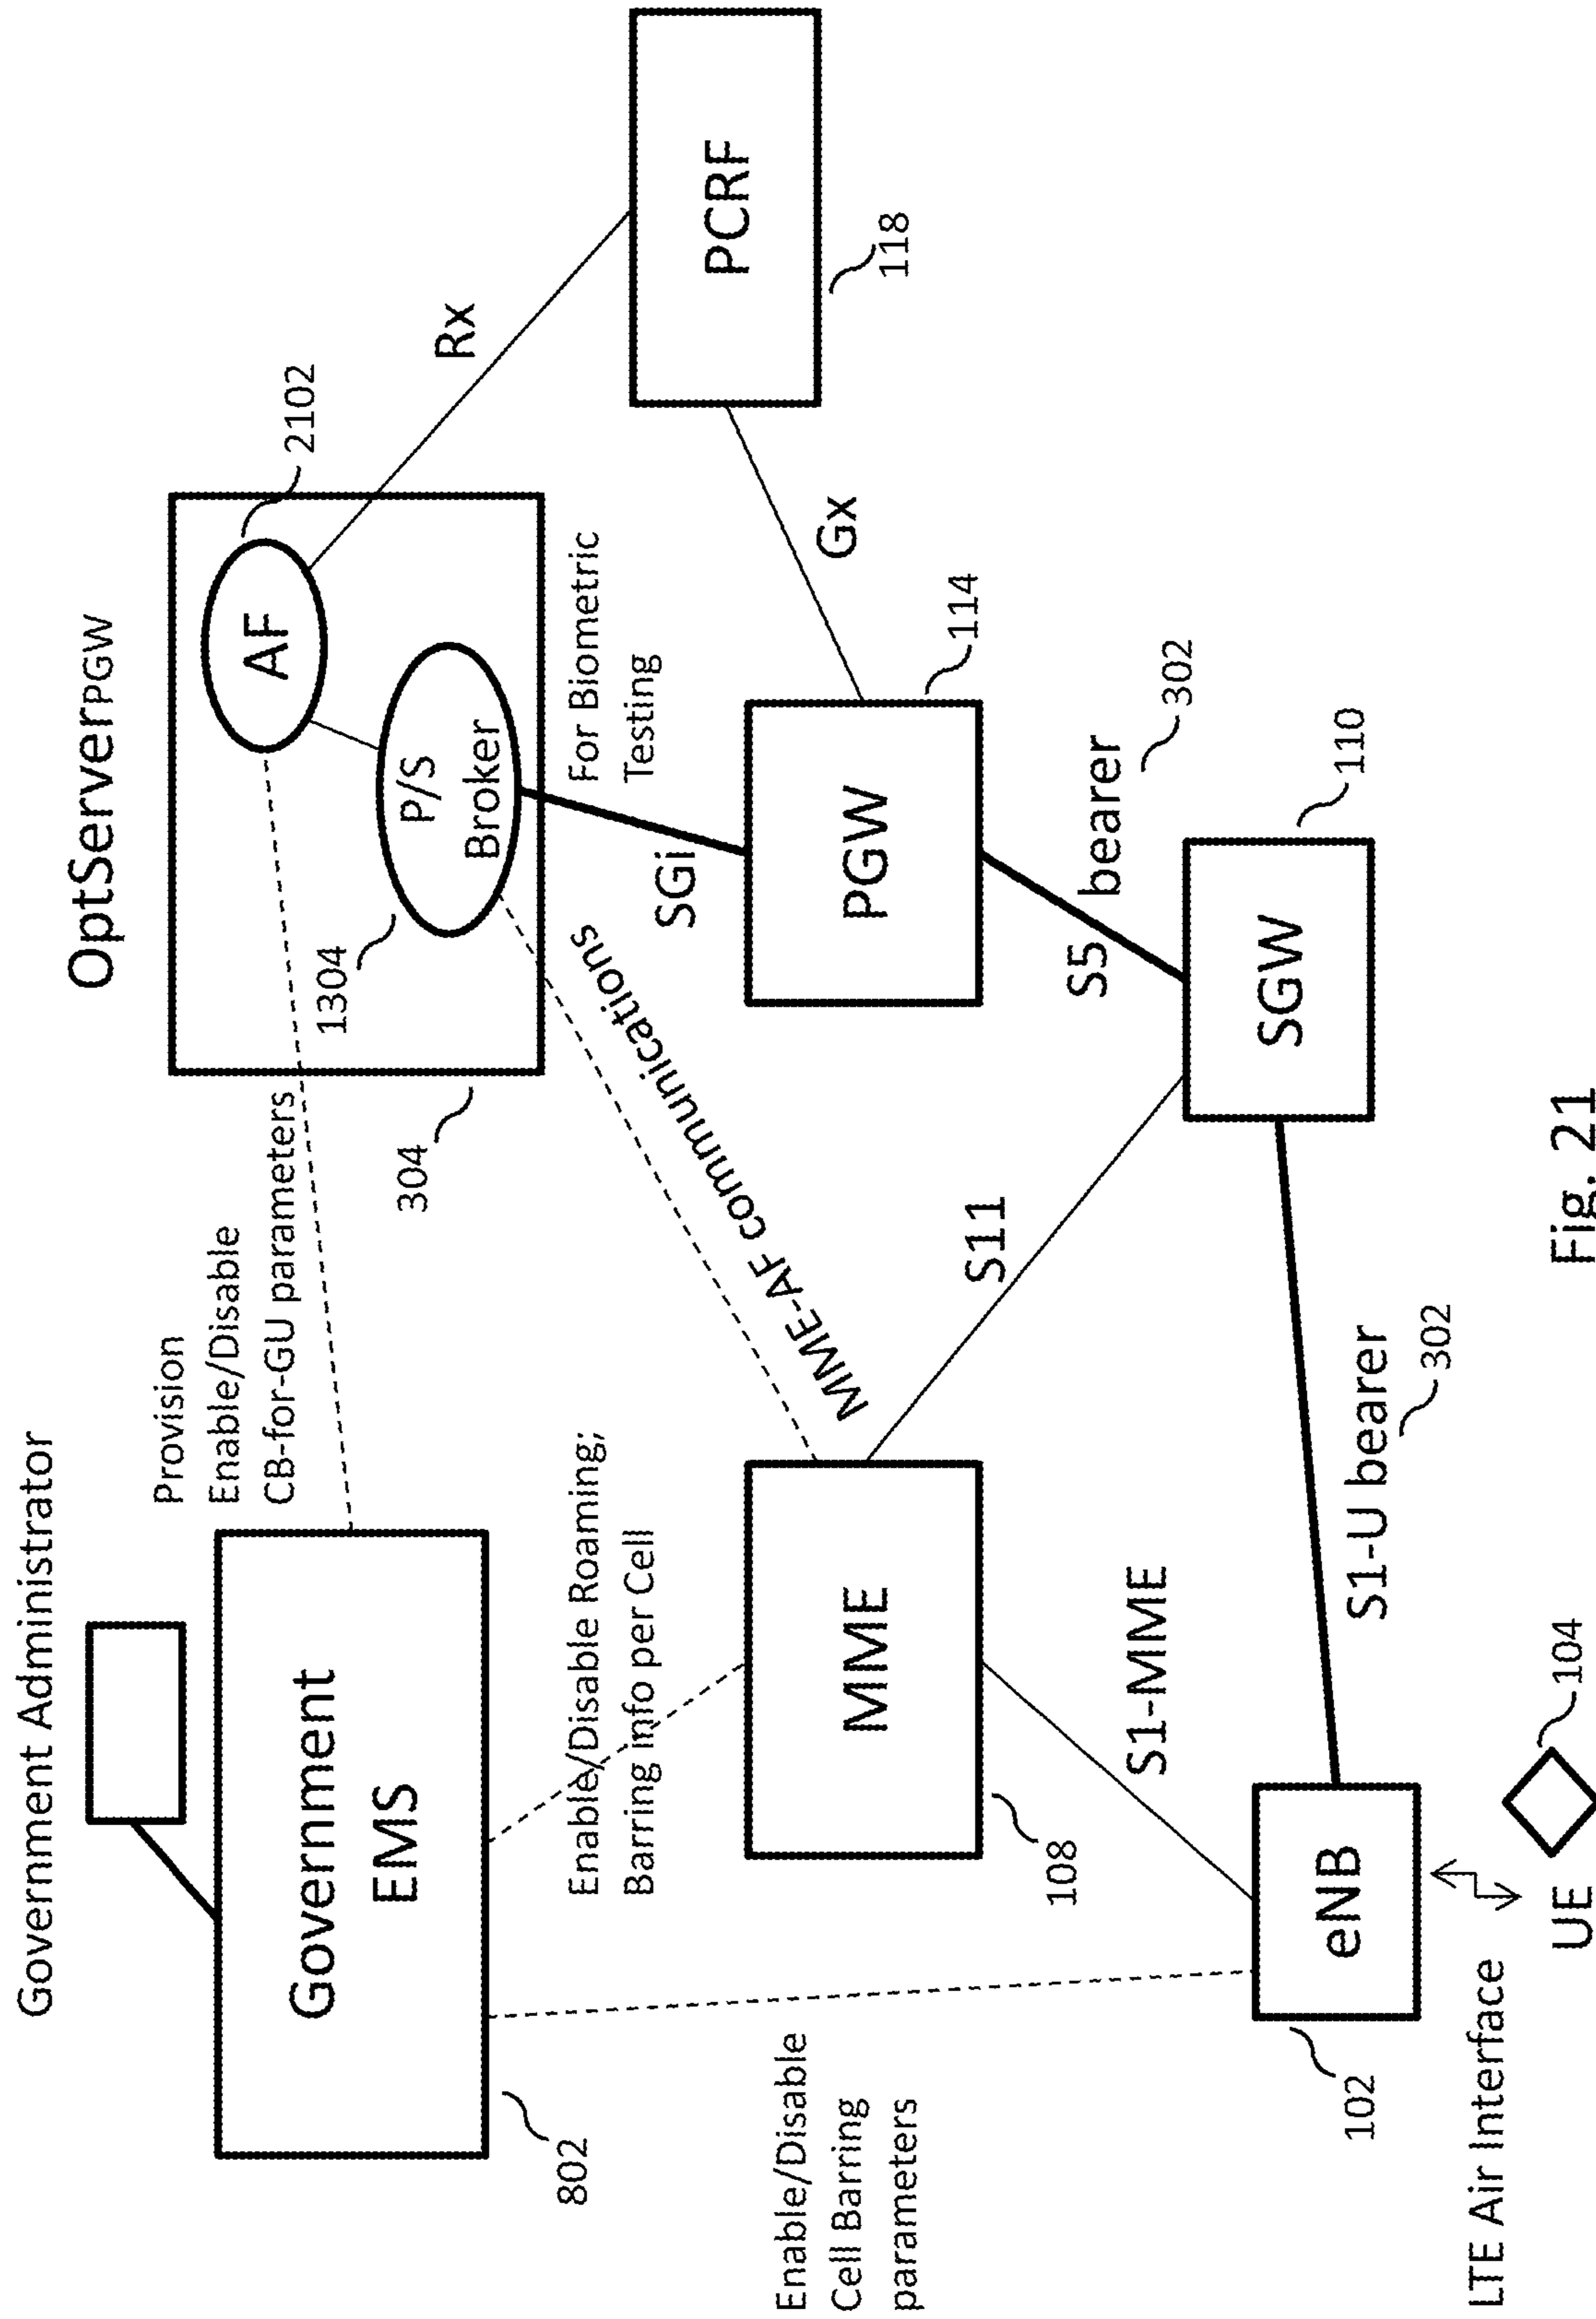 Government Administrator
OptServerPGW
Provision
Enable/Disable
CB-for-GU parameters
Government
EMS
802
304
1304
AF
2102
P/S
Broker
Rx
For Biometric
Testing
SGi
MME-AF communications
Enable/Disable Roaming;
Barring info per Cell
Enable/Disable
Cell Barring
parameters
MME
108
PGW
114
Gx
PCRF
118
S11
S5
bearer
302
SGW
110
S1-MME
S1-U bearer
302
eNB
102
LTE Air Interface
UE
104
Fig. 21